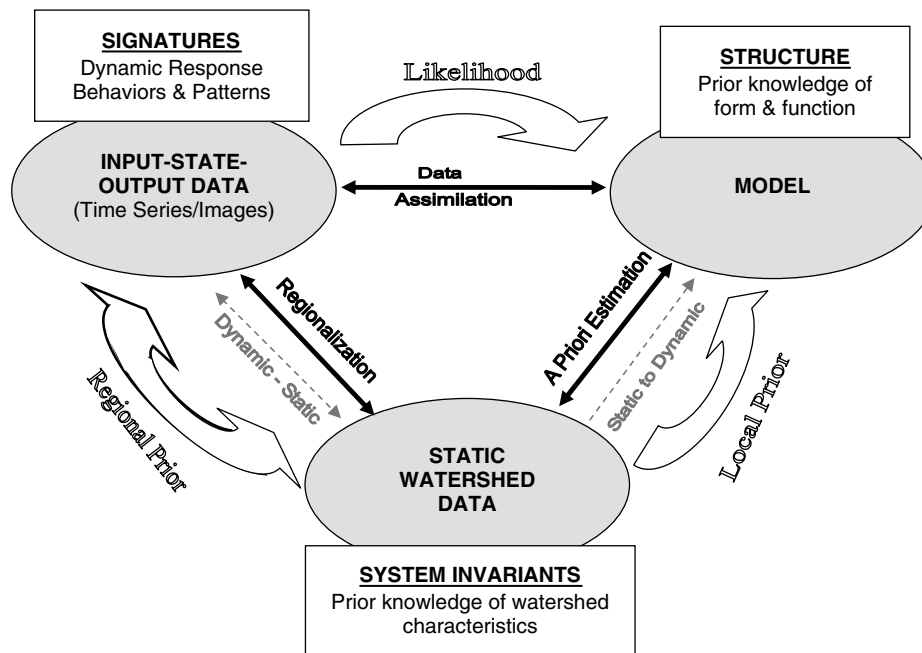 SIGNATURES
Dynamic Response
Behaviors & Patterns
Likelihood
STRUCTURE
Prior knowledge of
form & function
INPUT-STATE-
OUTPUT DATA
(Time Series/Images)
Data
Assimilation
MODEL
Regionalization
Dynamic - Static
Regional Prior
A Priori Estimation
Static to Dynamic
Local Prior
STATIC
WATERSHED
DATA
SYSTEM INVARIANTS
Prior knowledge of watershed
characteristics